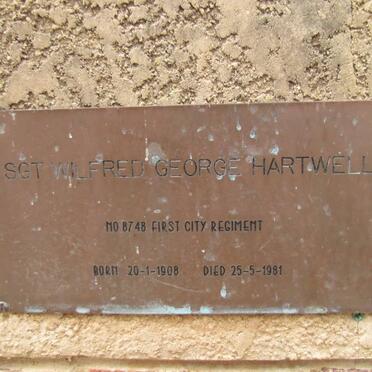 SGT WILFRED GEORGE HARTWELL
NO 8748 FIRST CITY REGIMENT
BORN 20-1-1908 DIED 25-5-1981